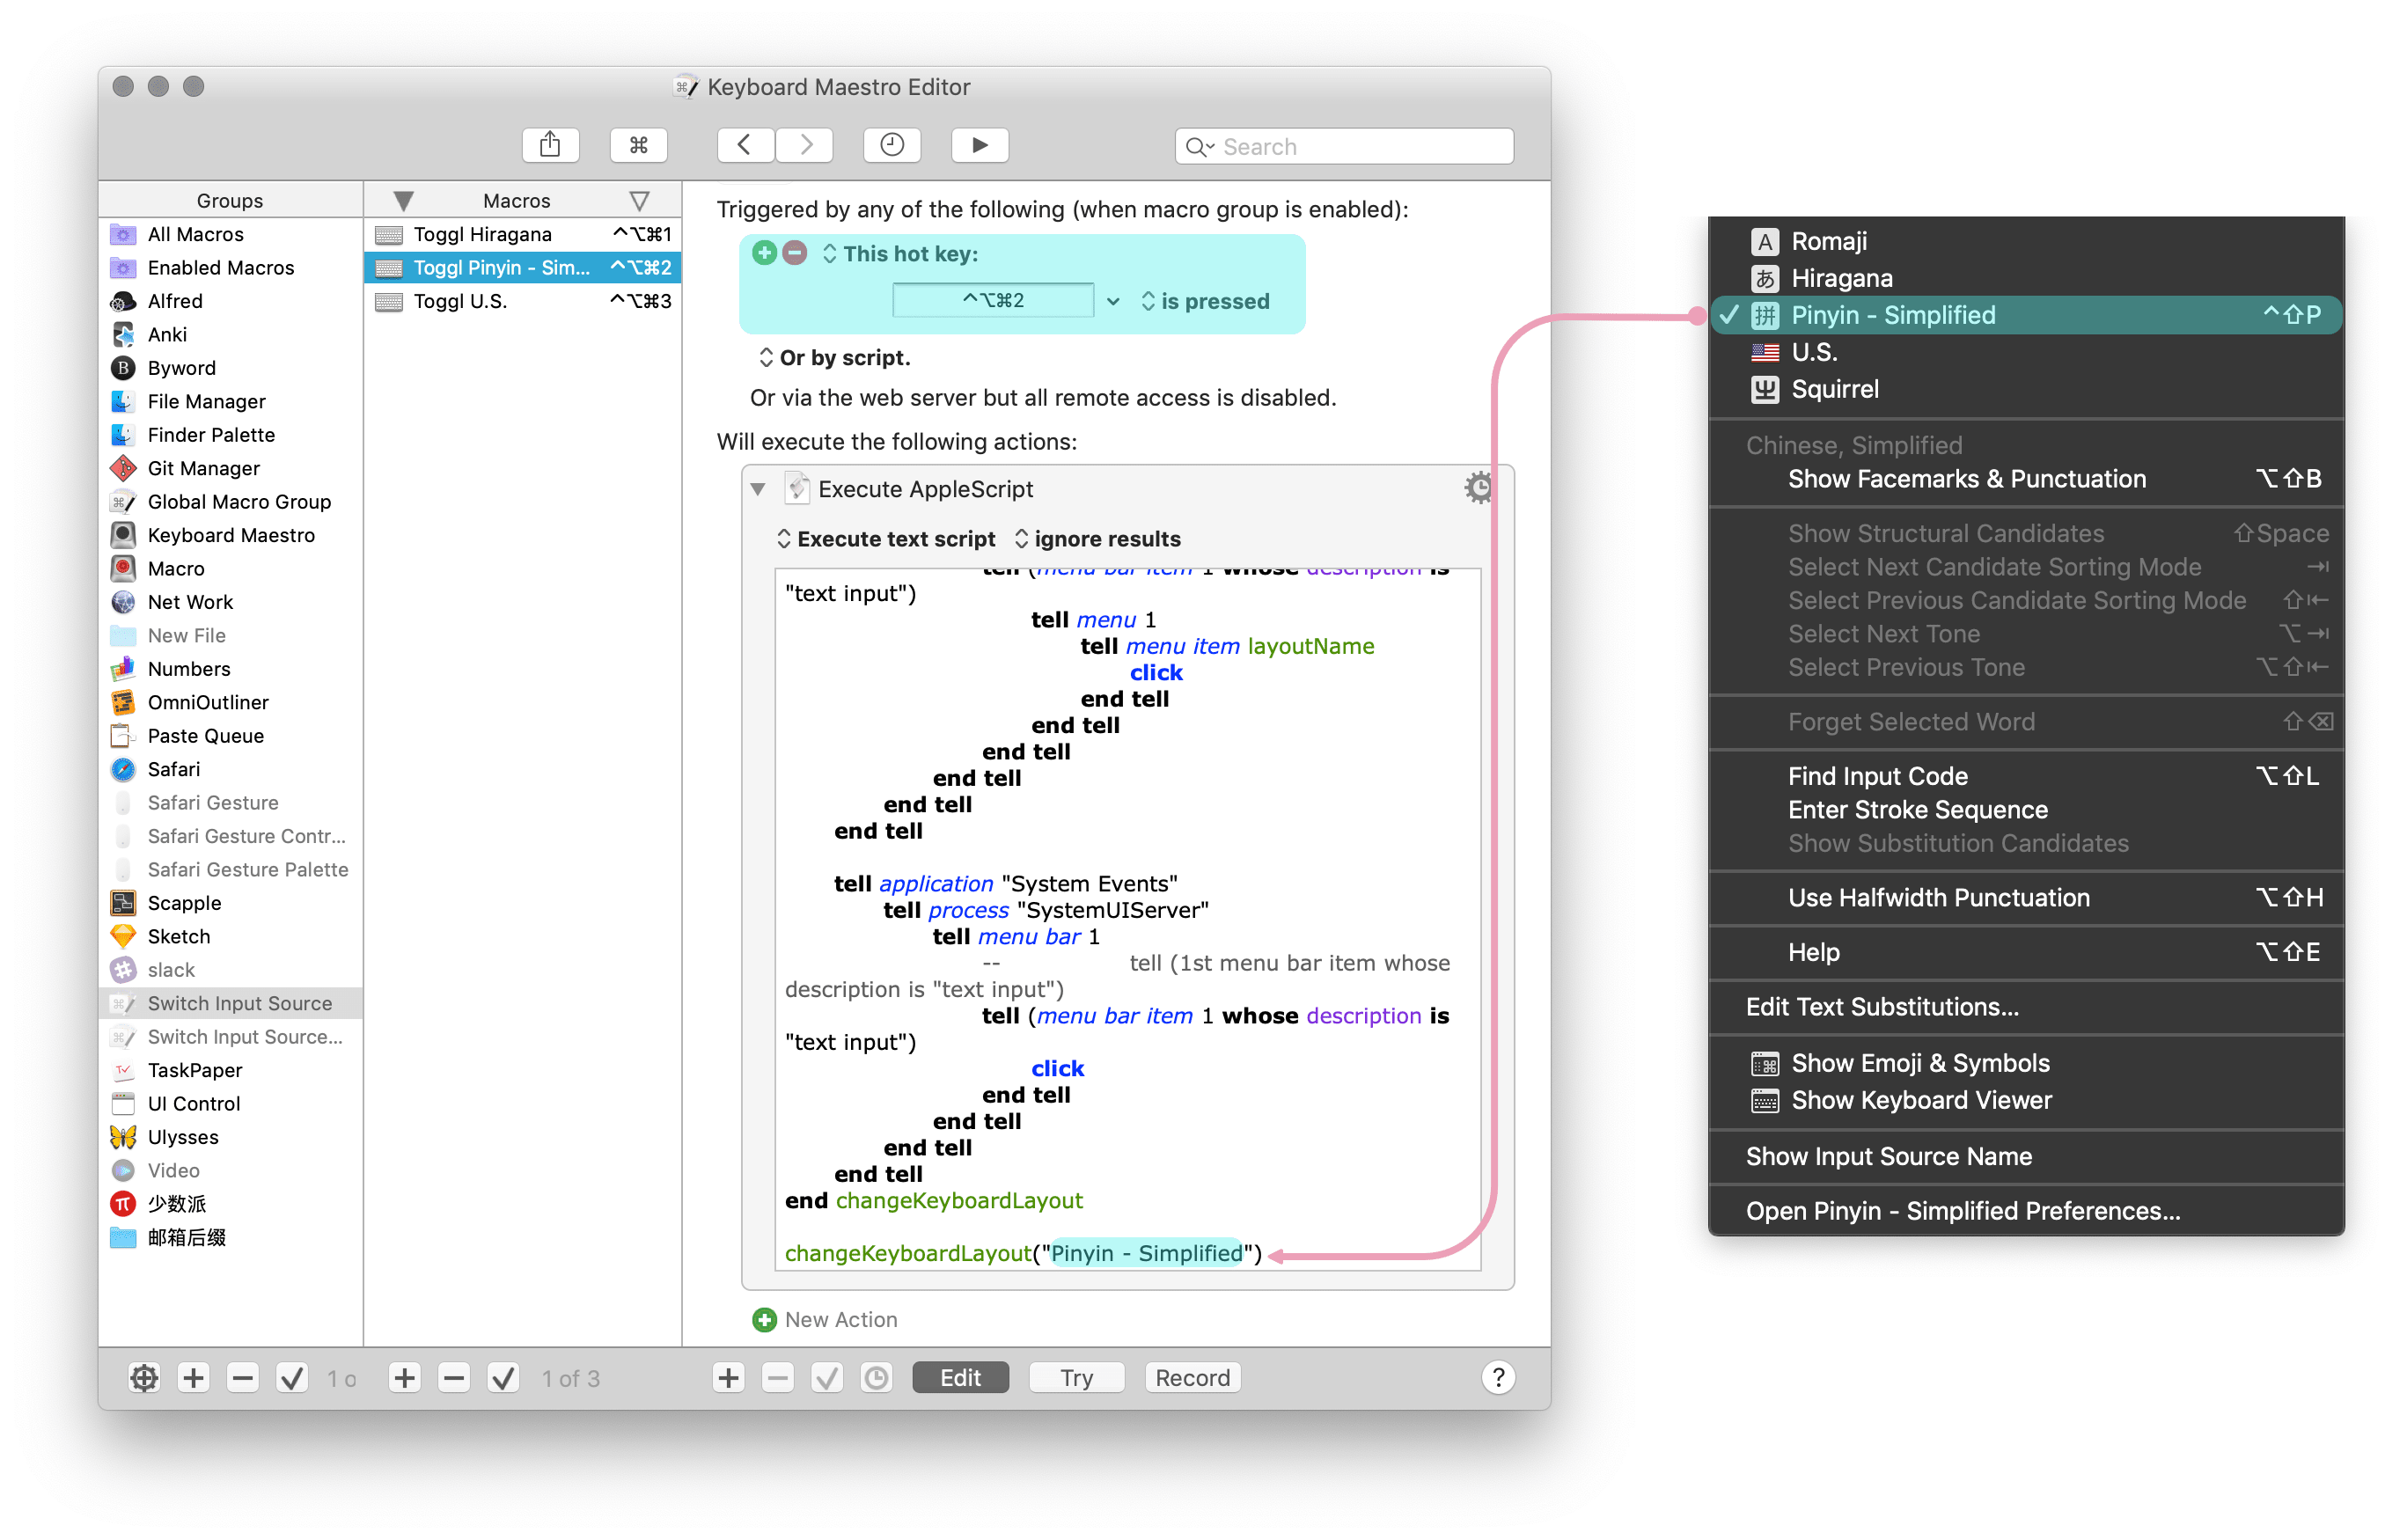 Keyboard Maestro Editor
Search
Groups
All Macros
Enabled Macros
Alfred
Anki
Byword
File Manager
Finder Palette
Git Manager
Global Macro Group
Keyboard Maestro
Macro
Net Work
New File
Numbers
OmniOutliner
Paste Queue
Safari
Safari Gesture
Safari Gesture Contr...
Safari Gesture Palette
Scapple
Sketch
slack
Switch Input Source
Switch Input Source...
TaskPaper
UI Control
Ulysses
Video
少数派
邮箱后缀
Macros
Toggl Hiragana ⌃⌥⌘1
Toggl Pinyin - Sim... ⌃⌥⌘2
Toggl U.S. ⌃⌥⌘3
Triggered by any of the following (when macro group is enabled):
This hot key:
⌃⌥⌘2 is pressed
Or by script.
Or via the web server but all remote access is disabled.
Will execute the following actions:
Execute AppleScript
Execute text script ignore results
tell (menu bar item 1 whose description is
"text input")
tell menu 1
tell menu item layoutName
click
end tell
end tell
end tell
end tell
end tell
end tell
tell application "System Events"
tell process "SystemUIServer"
tell menu bar 1
-- tell (1st menu bar item whose
description is "text input")
tell (menu bar item 1 whose description is
"text input")
click
end tell
end tell
end tell
end tell
end changeKeyboardLayout
changeKeyboardLayout("Pinyin - Simplified")
New Action
1 o
1 of 3
Edit Try Record ?
A Romaji
あ Hiragana
✓ 拼 Pinyin - Simplified ⌃⇧P
U.S.
Squirrel
Chinese, Simplified
Show Facemarks & Punctuation ⌥⇧B
Show Structural Candidates ⇧Space
Select Next Candidate Sorting Mode ⇥
Select Previous Candidate Sorting Mode ⇧⇤
Select Next Tone ⌥⇥
Select Previous Tone ⌥⇧⇤
Forget Selected Word ⇧⌫
Find Input Code ⌥⇧L
Enter Stroke Sequence
Show Substitution Candidates
Use Halfwidth Punctuation ⌥⇧H
Help ⌥⇧E
Edit Text Substitutions...
Show Emoji & Symbols
Show Keyboard Viewer
Show Input Source Name
Open Pinyin - Simplified Preferences...